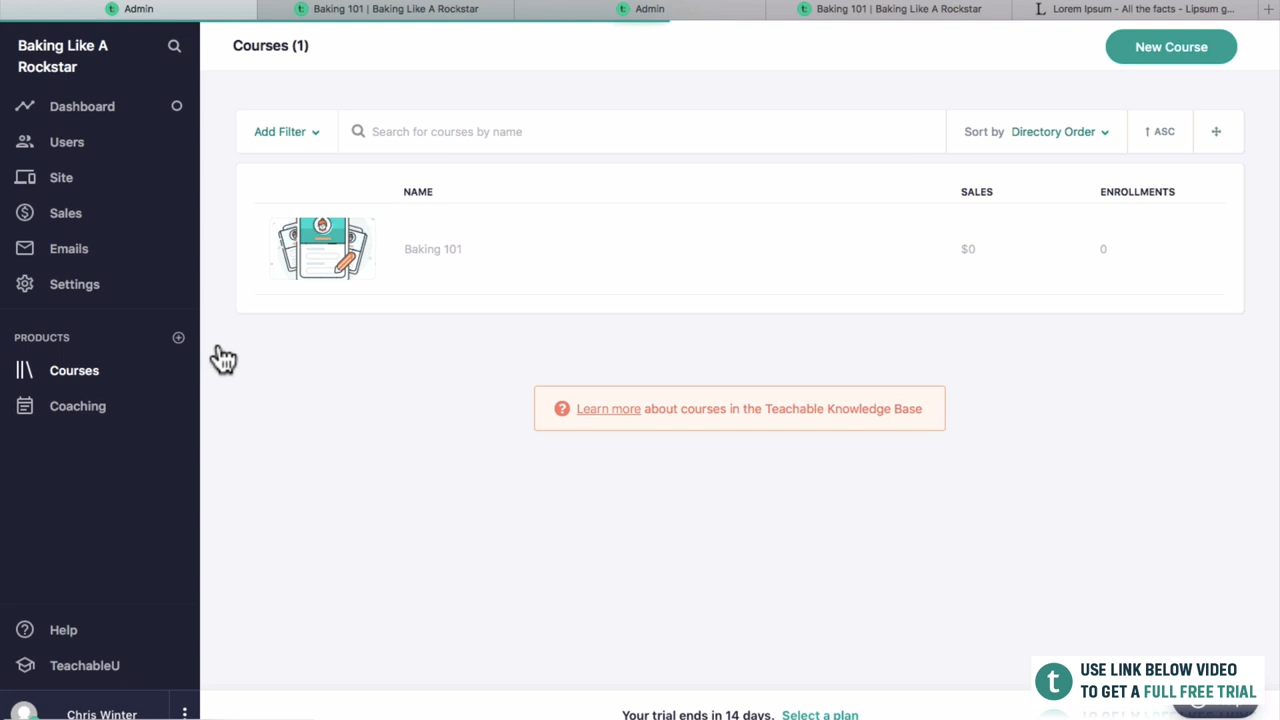 Admin
Baking 101 | Baking Like A Rockstar
Admin
Baking 101 | Baking Like A Rockstar
Lorem Ipsum - All the facts - Lipsum g...
Baking Like A
Rockstar
Dashboard
Users
Site
Sales
Emails
Settings
PRODUCTS
Courses
Coaching
Help
TeachableU
Chris Winter
Courses (1)
New Course
Add Filter
Search for courses by name
Sort by Directory Order
↑ ASC
NAME SALES ENROLLMENTS
Baking 101 $0 0
Learn more about courses in the Teachable Knowledge Base
USE LINK BELOW VIDEO
TO GET A FULL FREE TRIAL
Your trial ends in 14 days. Select a plan